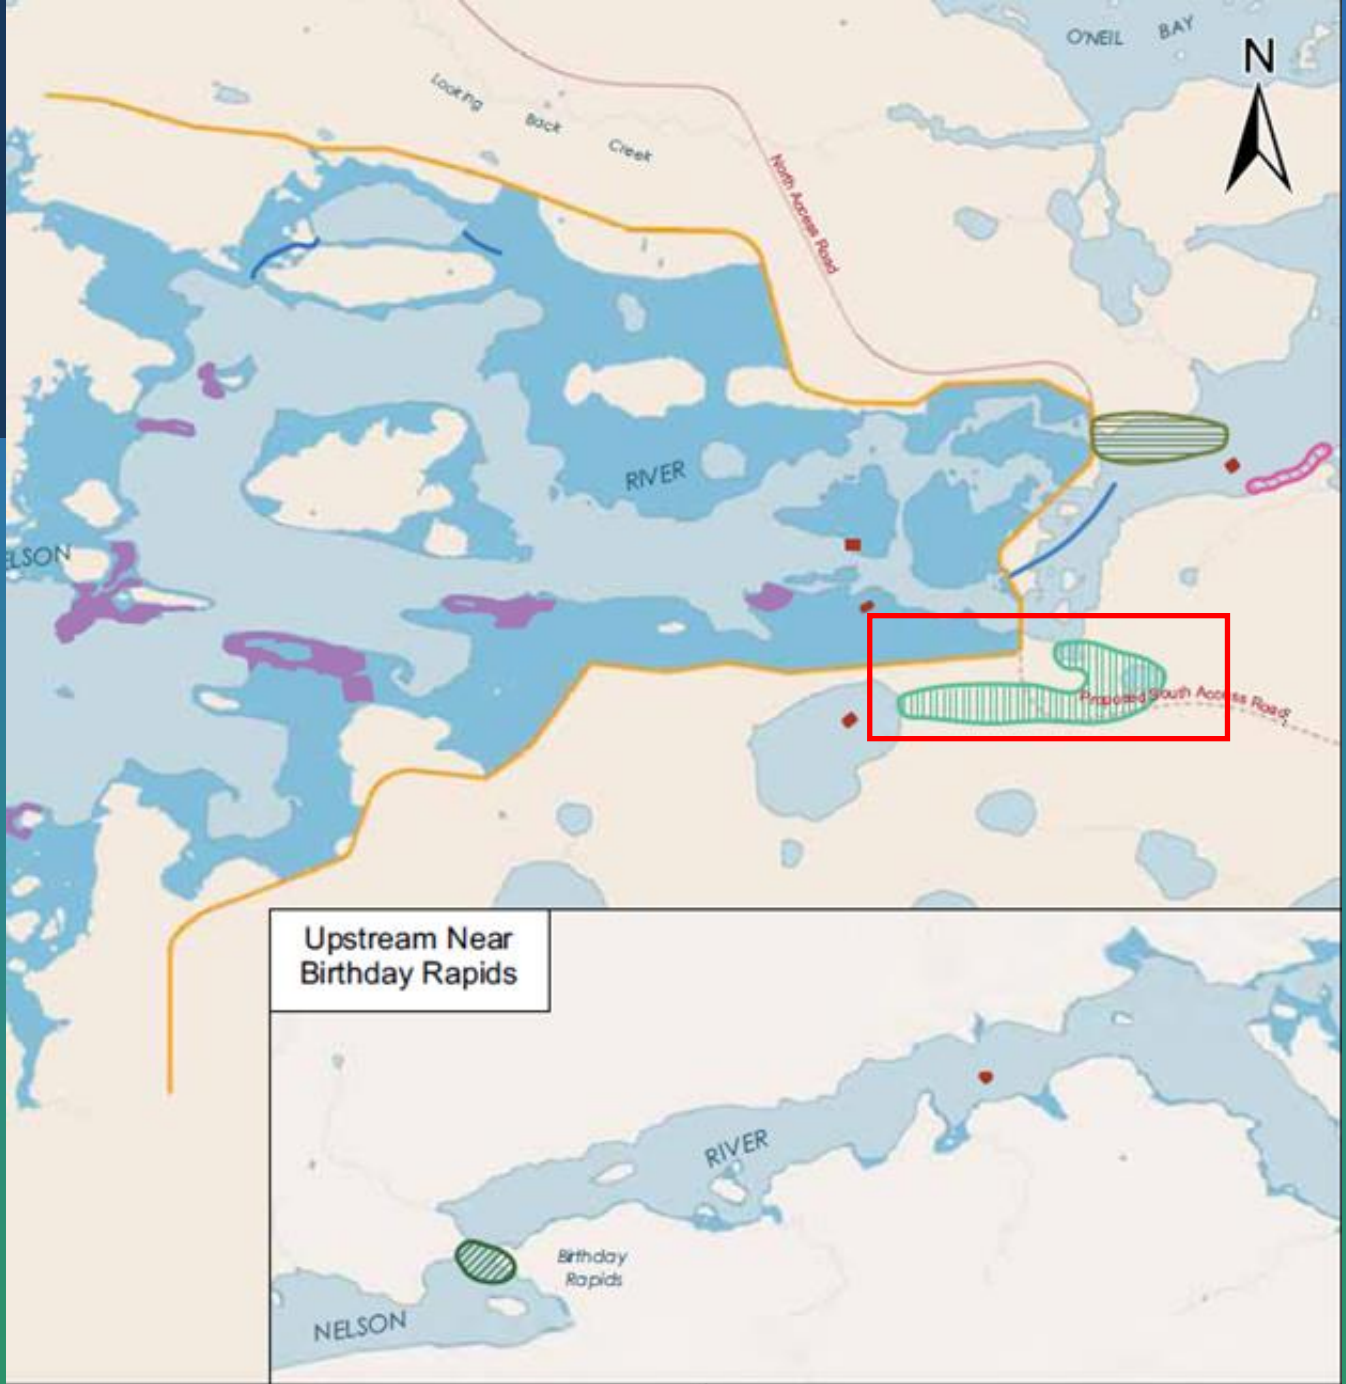 O'NEIL BAY
N
Looking Back Creek
North Access Road
RIVER
ELSON
Proposed South Access Road
Upstream Near
Birthday Rapids
RIVER
Birthday
Rapids
NELSON